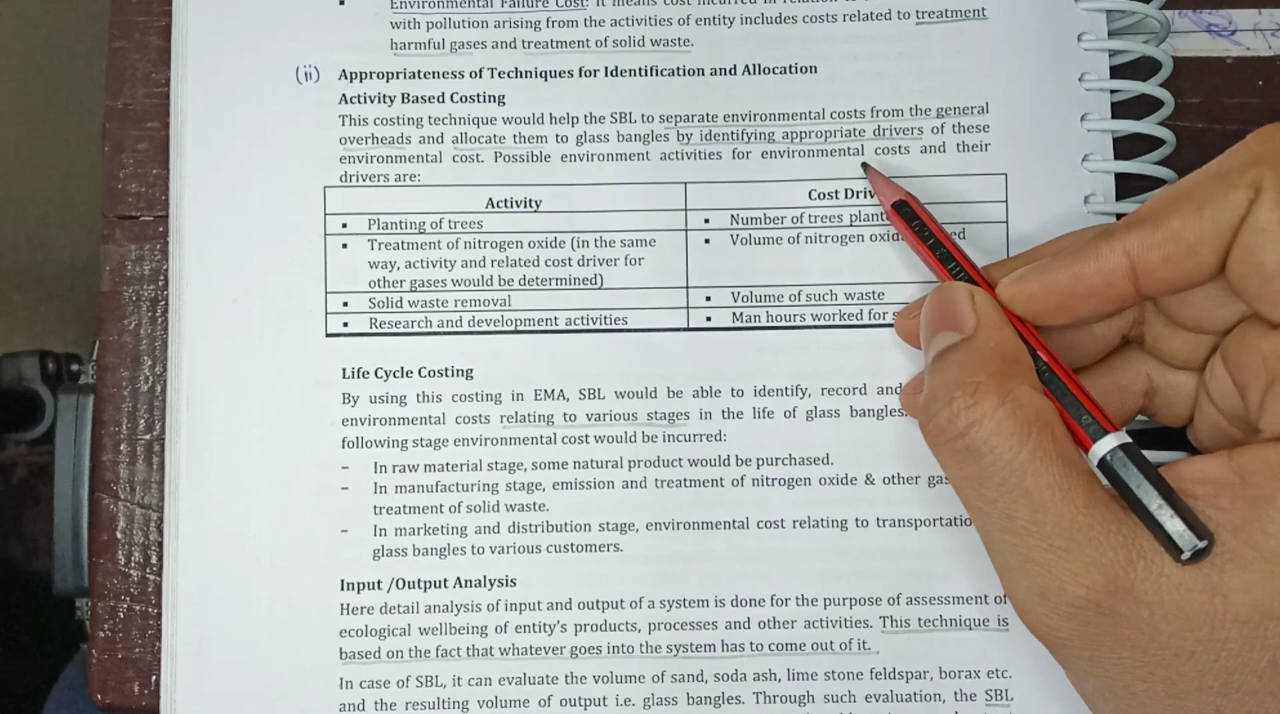 Environmental Failure Cost: It means cost incurred in relation to
with pollution arising from the activities of entity includes costs related to treatment
harmful gases and treatment of solid waste.
(ii) Appropriateness of Techniques for Identification and Allocation
Activity Based Costing
This costing technique would help the SBL to separate environmental costs from the general
overheads and allocate them to glass bangles by identifying appropriate drivers of these
environmental cost. Possible environment activities for environmental costs and their
drivers are:
Activity
Cost Driv
▪ Planting of trees
▪ Number of trees plant
▪ Treatment of nitrogen oxide (in the same
way, activity and related cost driver for
other gases would be determined)
▪ Volume of nitrogen oxid ed
▪ Solid waste removal
▪ Volume of such waste
▪ Research and development activities
▪ Man hours worked for s
Life Cycle Costing
By using this costing in EMA, SBL would be able to identify, record and
environmental costs relating to various stages in the life of glass bangles.
following stage environmental cost would be incurred:
– In raw material stage, some natural product would be purchased.
– In manufacturing stage, emission and treatment of nitrogen oxide & other gas
treatment of solid waste.
– In marketing and distribution stage, environmental cost relating to transportatio
glass bangles to various customers.
Input /Output Analysis
Here detail analysis of input and output of a system is done for the purpose of assessment of
ecological wellbeing of entity's products, processes and other activities. This technique is
based on the fact that whatever goes into the system has to come out of it.
In case of SBL, it can evaluate the volume of sand, soda ash, lime stone feldspar, borax etc.
and the resulting volume of output i.e. glass bangles. Through such evaluation, the SBL